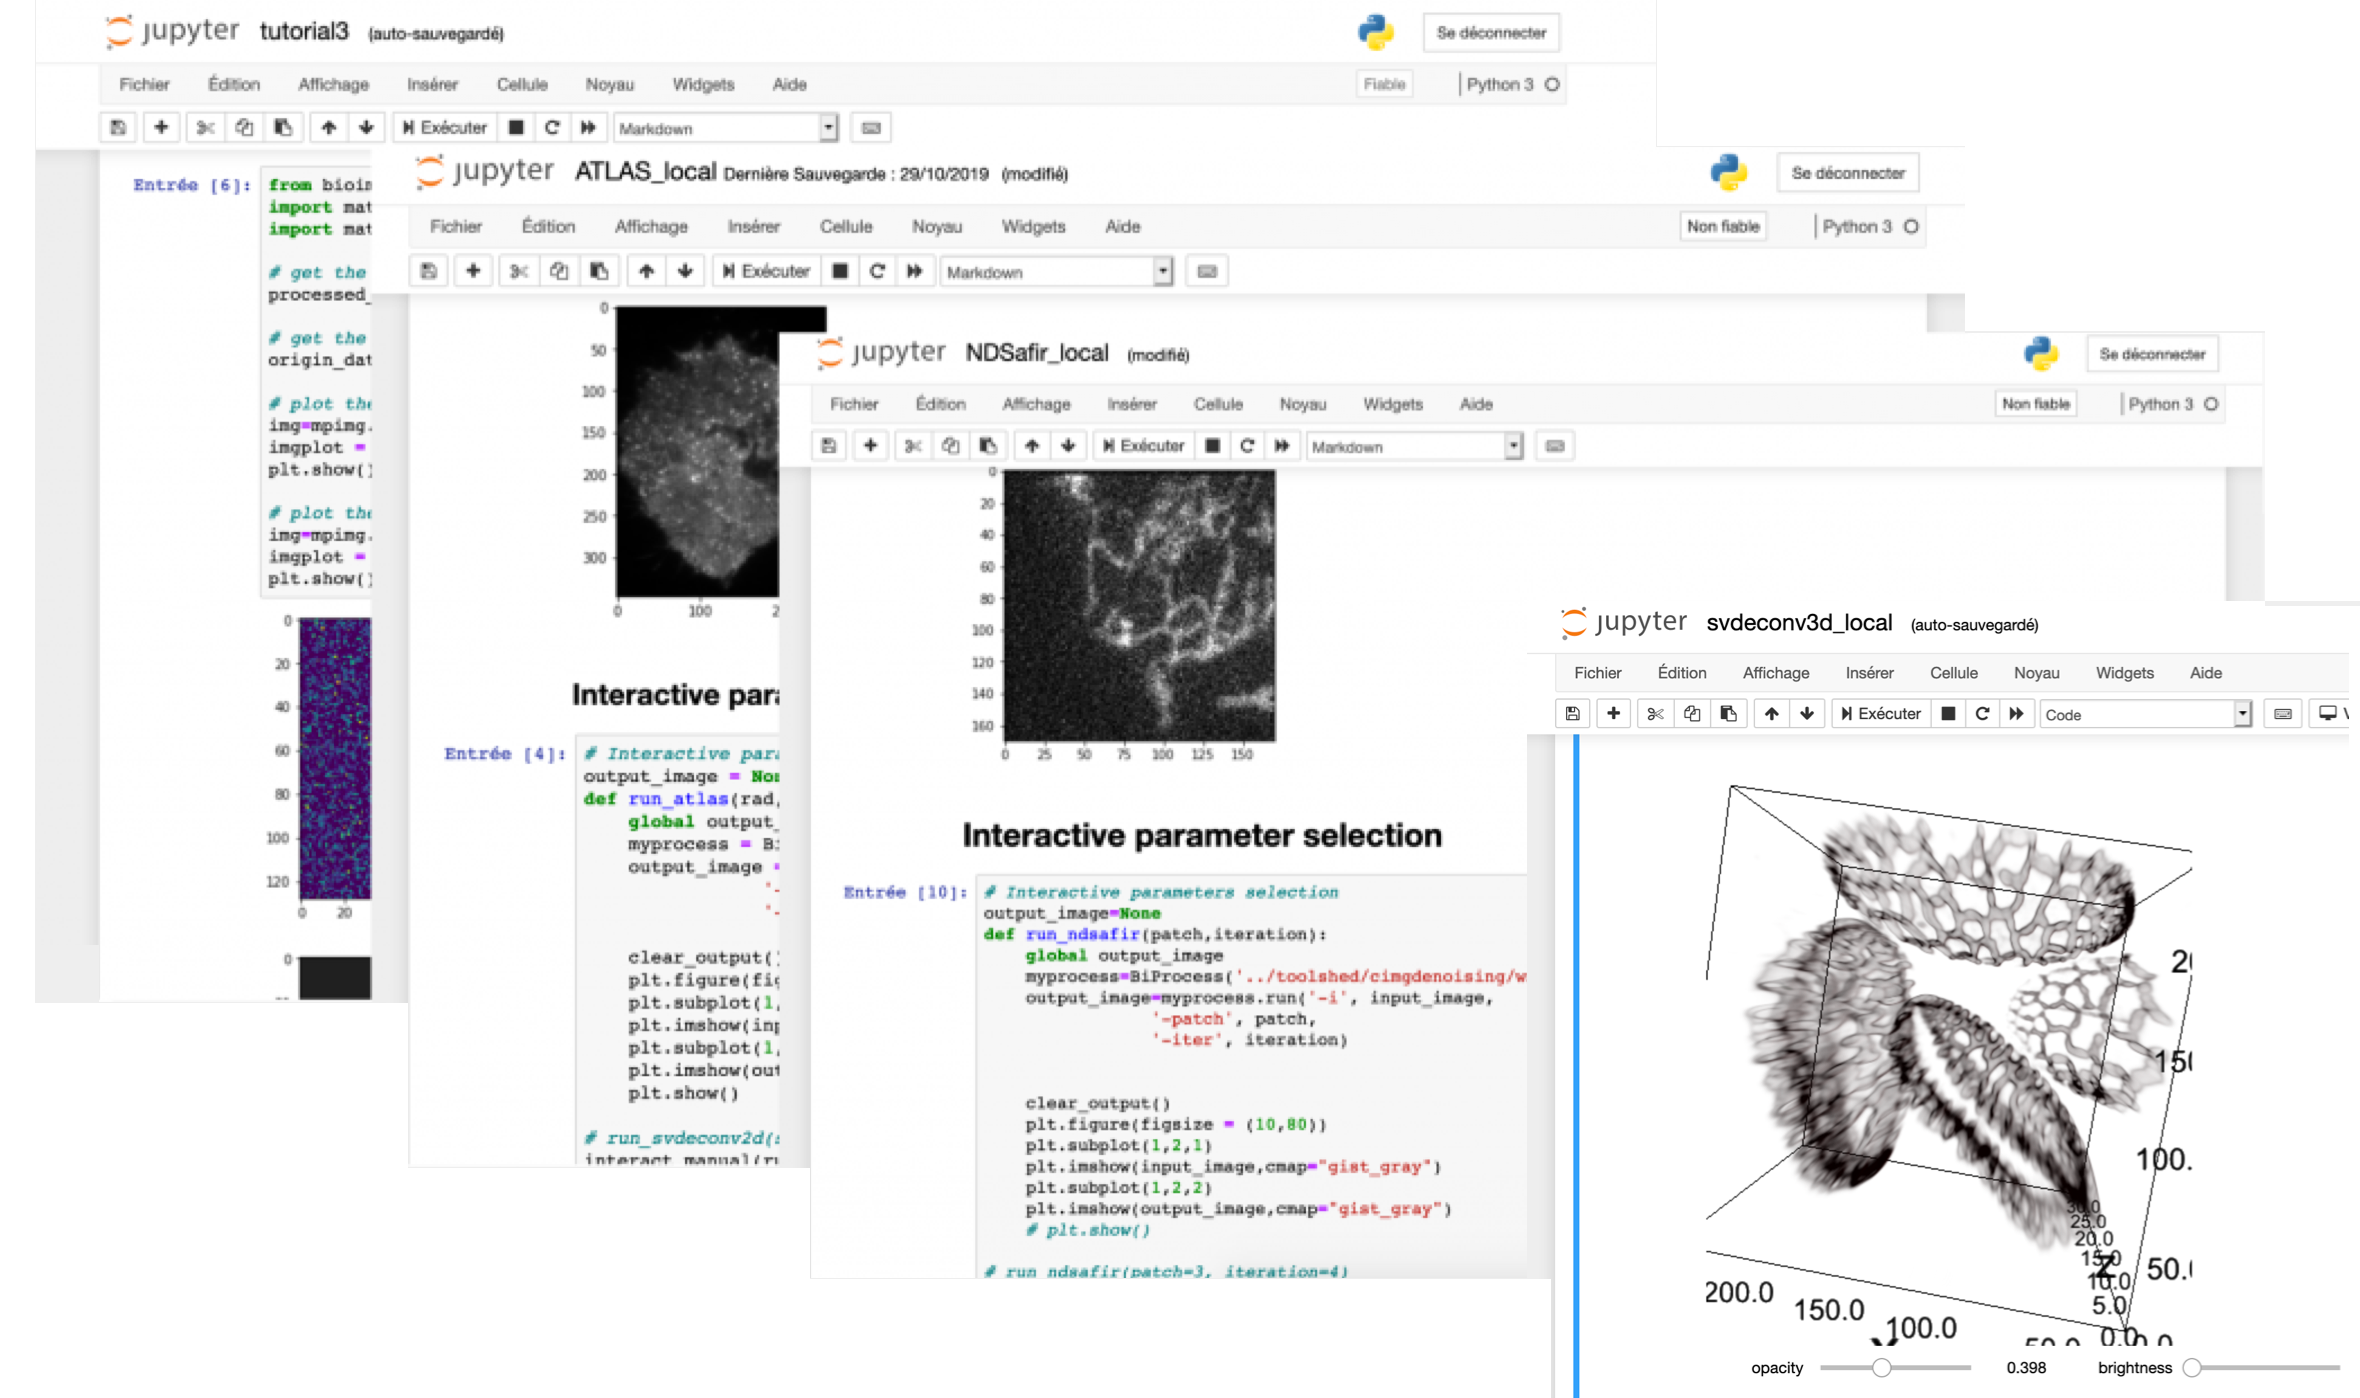 jupyter tutorial3 (auto-sauvegardé) Se déconnecter
Fichier Édition Affichage Insérer Cellule Noyau Widgets Aide Fiable Python 3
Exécuter Markdown
Entrée [6]: from
import mat
import mat
# get the
processed_
# get the
origin_dat
# plot the
img=mpimg.
imgplot =
plt.show()
# plot the
img=mpimg.
imgplot =
plt.show()
0
20
40
60
80
100
120
0 20
0
jupyter ATLAS_local Dernière Sauvegarde : 29/10/2019 (modifié) Se déconnecter
Fichier Édition Affichage Insérer Cellule Noyau Widgets Aide Non fiable Python 3
Exécuter Markdown
0
50
100
150
200
250
300
0 100 2
Interactive para
Entrée [4]: # Interactive para
output_image = Non
def run_atlas(rad,
global output_
myprocess = Bi
output_image =
'-
'-
clear_output()
plt.figure(fig
plt.subplot(1,
plt.imshow(inp
plt.subplot(1,
plt.imshow(out
plt.show()
# run_svdeconv2d(s
interact_manual(ru
jupyter NDSafir_local (modifié) Se déconnecter
Fichier Édition Affichage Insérer Cellule Noyau Widgets Aide Non fiable Python 3
Exécuter Markdown
0
20
40
60
80
100
120
140
160
0 25 50 75 100 125 150
Interactive parameter selection
Entrée [10]: # Interactive parameters selection
output_image=None
def run_ndsafir(patch,iteration):
global output_image
myprocess=BiProcess('../toolshed/cimgdenoising/w
output_image=myprocess.run('-i', input_image,
'-patch', patch,
'-iter', iteration)
clear_output()
plt.figure(figsize = (10,80))
plt.subplot(1,2,1)
plt.imshow(input_image,cmap="gist_gray")
plt.subplot(1,2,2)
plt.imshow(output_image,cmap="gist_gray")
# plt.show()
# run_ndsafir(patch=3, iteration=4)
jupyter svdeconv3d_local (auto-sauvegardé)
Fichier Édition Affichage Insérer Cellule Noyau Widgets Aide
Exécuter Code
20
150
100.
50.
30.0
25.0
20.0
15.0
Z
10.0
5.0
0.0
200.0 150.0 100.0 50.0 0.0
opacity 0.398 brightness